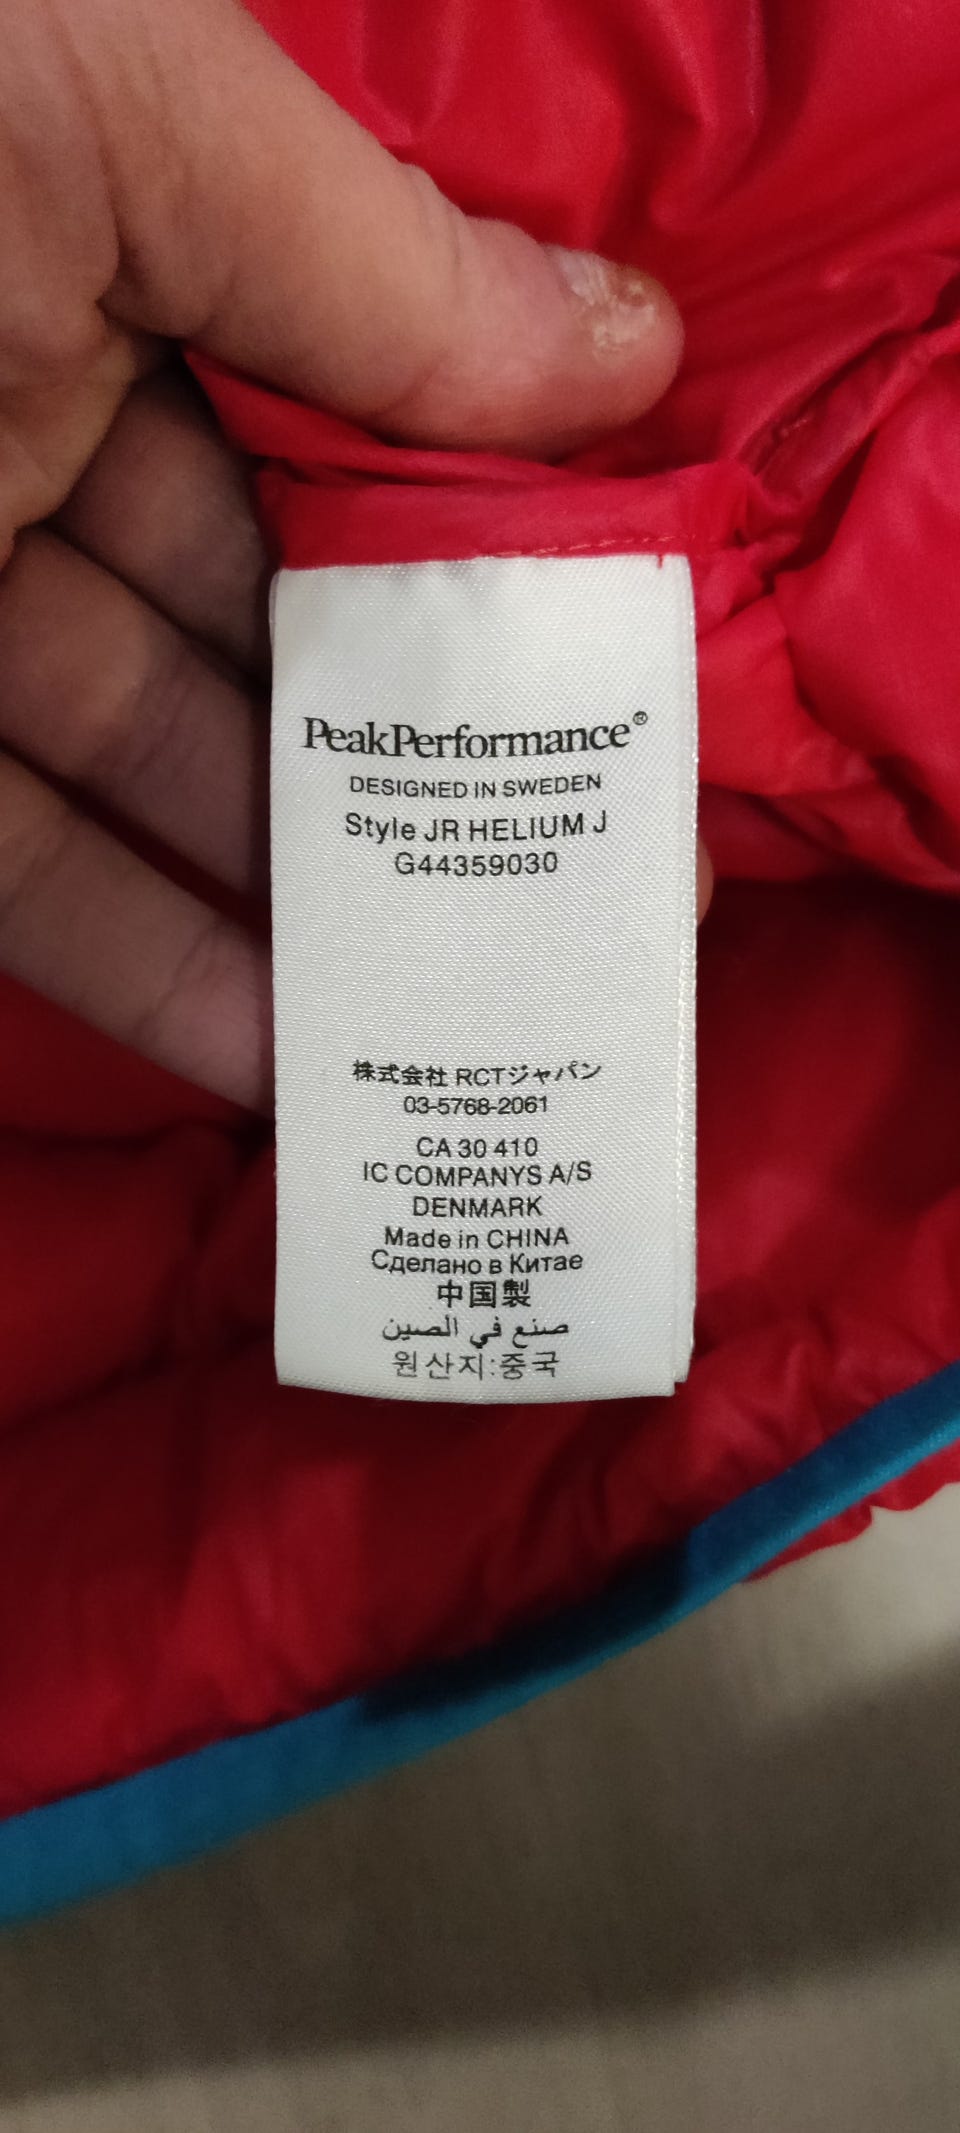 PeakPerformance®
DESIGNED IN SWEDEN
Style JR HELIUM J
G44359030
株式会社 RCTジャパン
03-5768-2061
CA 30 410
IC COMPANYS A/S
DENMARK
Made in CHINA
Сделано в Китае
中国製
صنع في الصين
원산지:중국